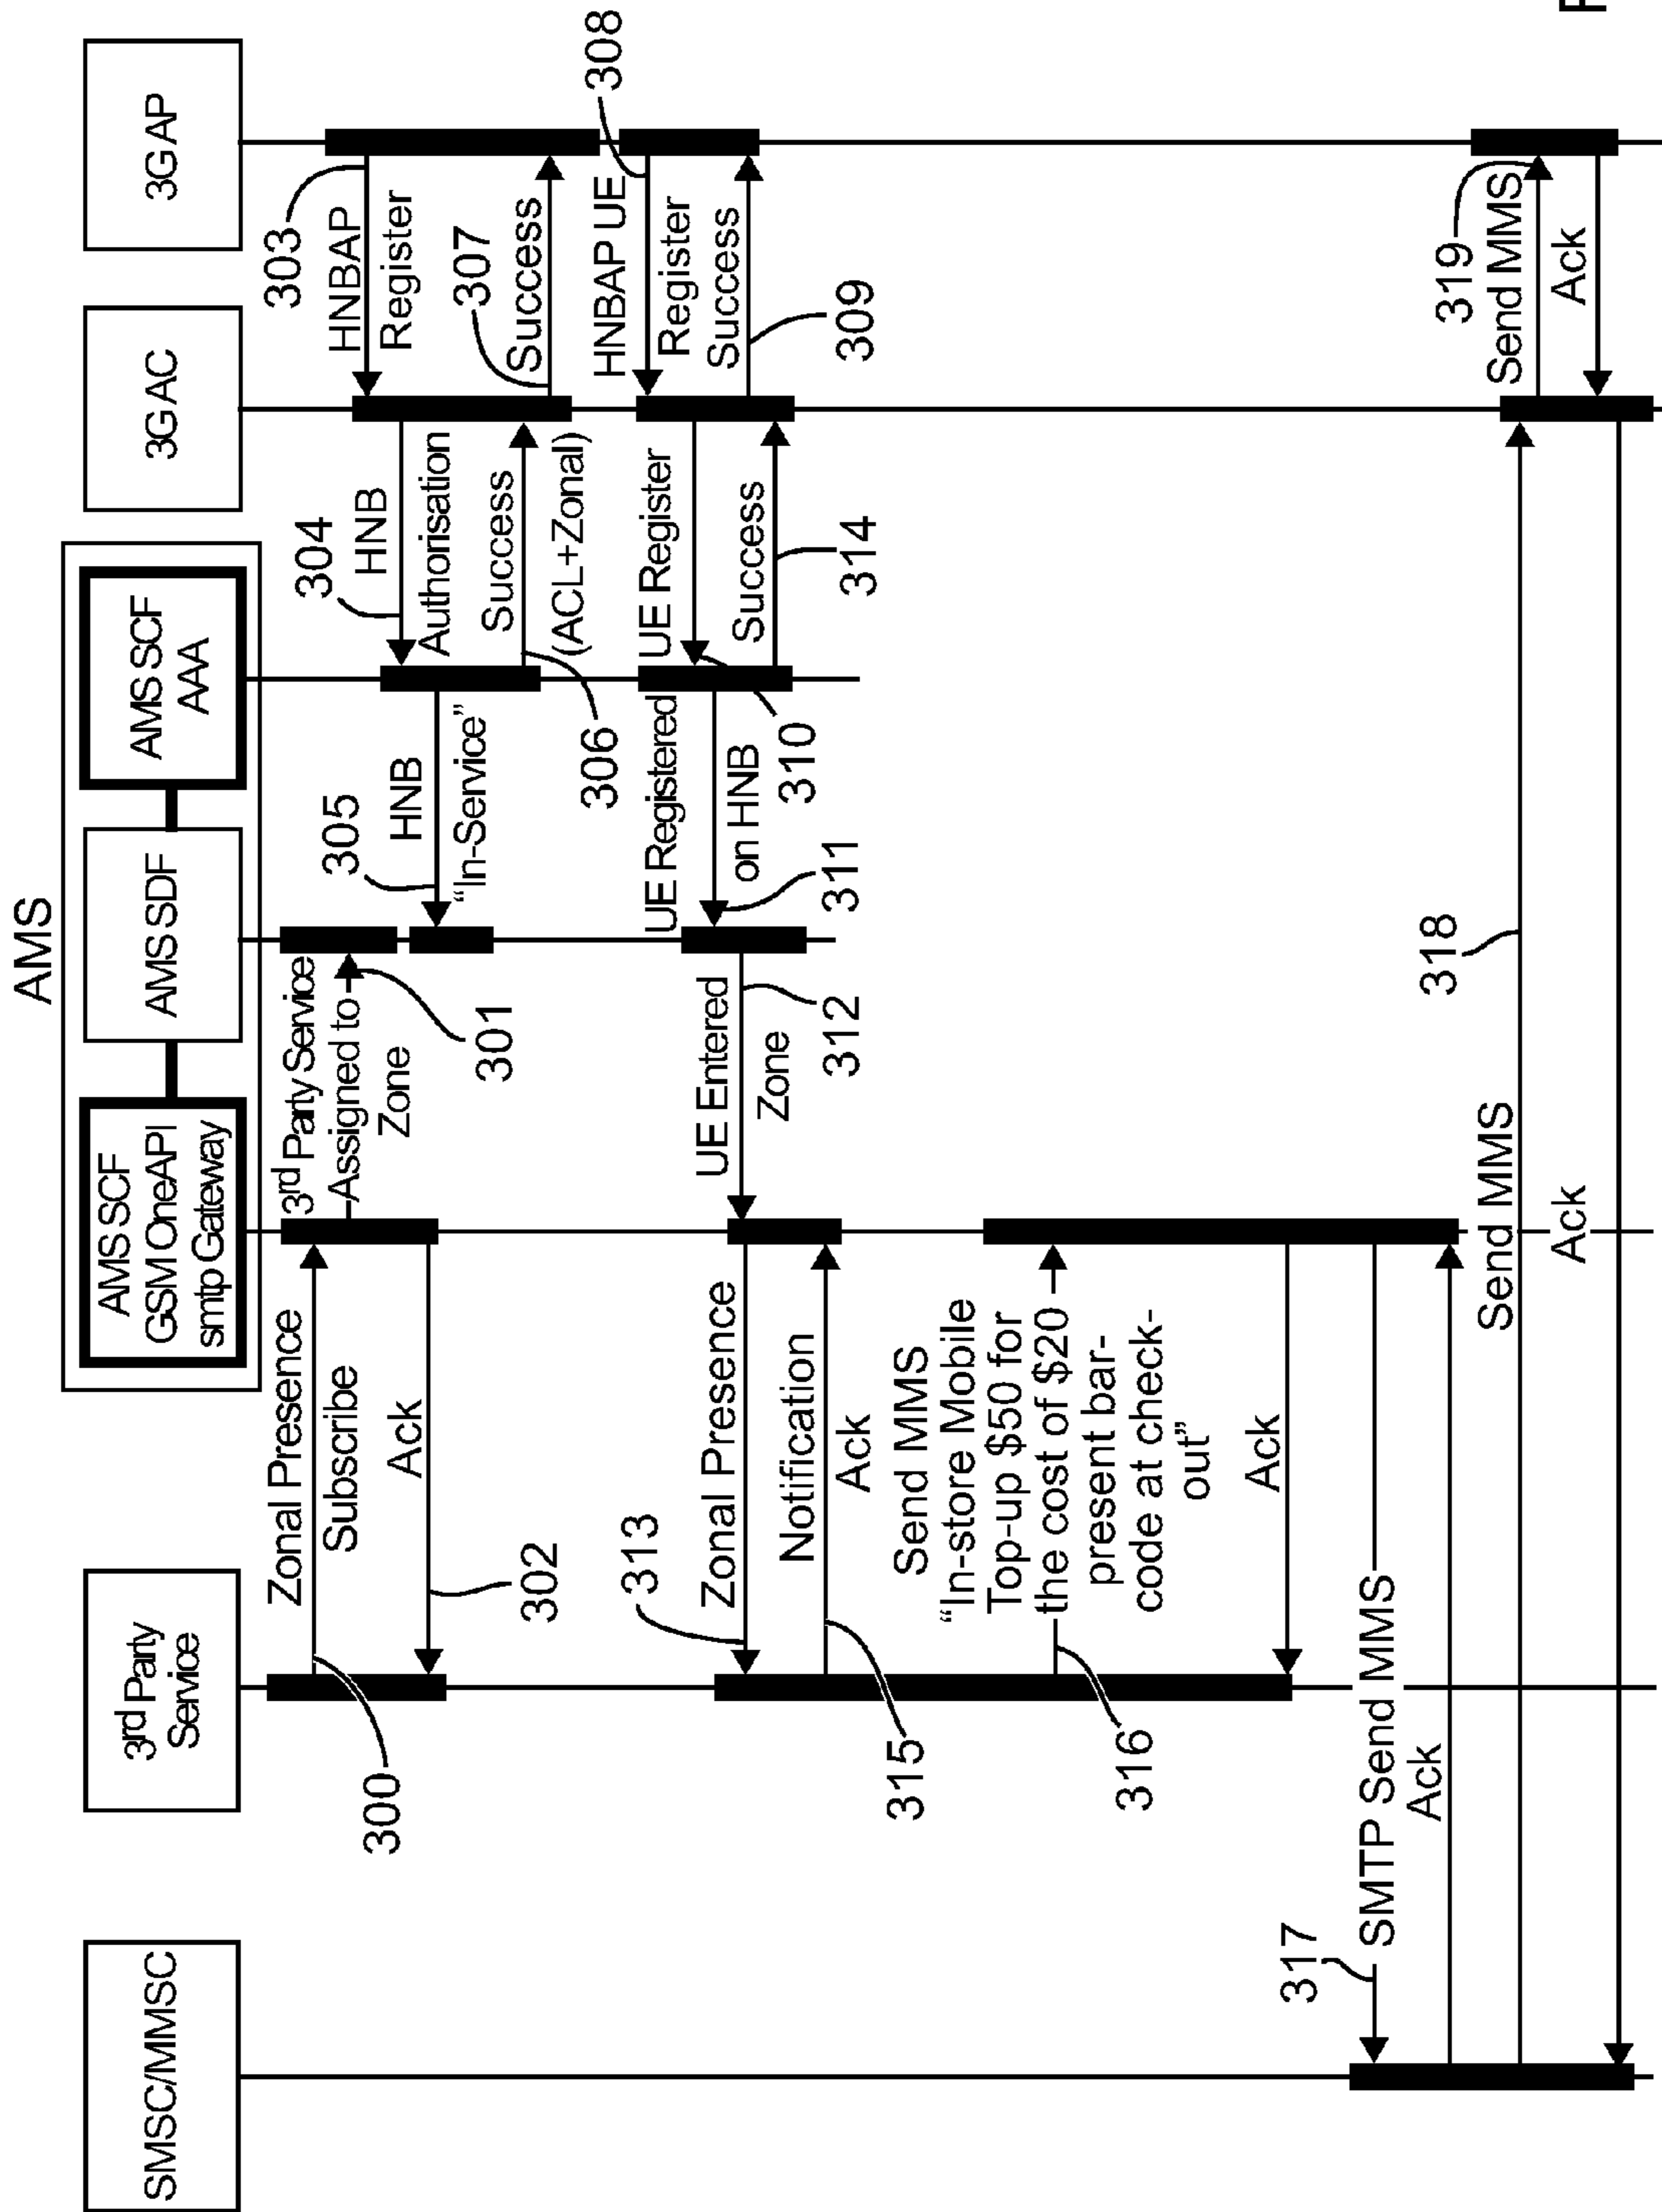 AMS
SMSC/MMSC
3rd Party
Service
AMS SCF
GSM OneAPI
smtp Gateway
AMS SDF
AMS SCF
AAA
3G AC
3G AP
Zonal Presence
Subscribe
300
3rd Party Service
Assigned to
Zone
301
Ack
302
HNBAP
Register
303
HNB
Authorisation
304
HNB
“In-Service”
305
Success
(ACL+Zonal)
306
Success
307
HNBAP UE
Register
308
Success
309
UE Register
310
UE Registered
on HNB
311
UE Entered
Zone
312
Zonal Presence
Notification
313
Success
314
Ack
315
Send MMS
“In-store Mobile
Top-up $50 for
the cost of $20
present bar-
code at check-
out”
316
Ack
SMTP Send MMS
317
Ack
Send MMS
318
Send MMS
319
Ack
Ack